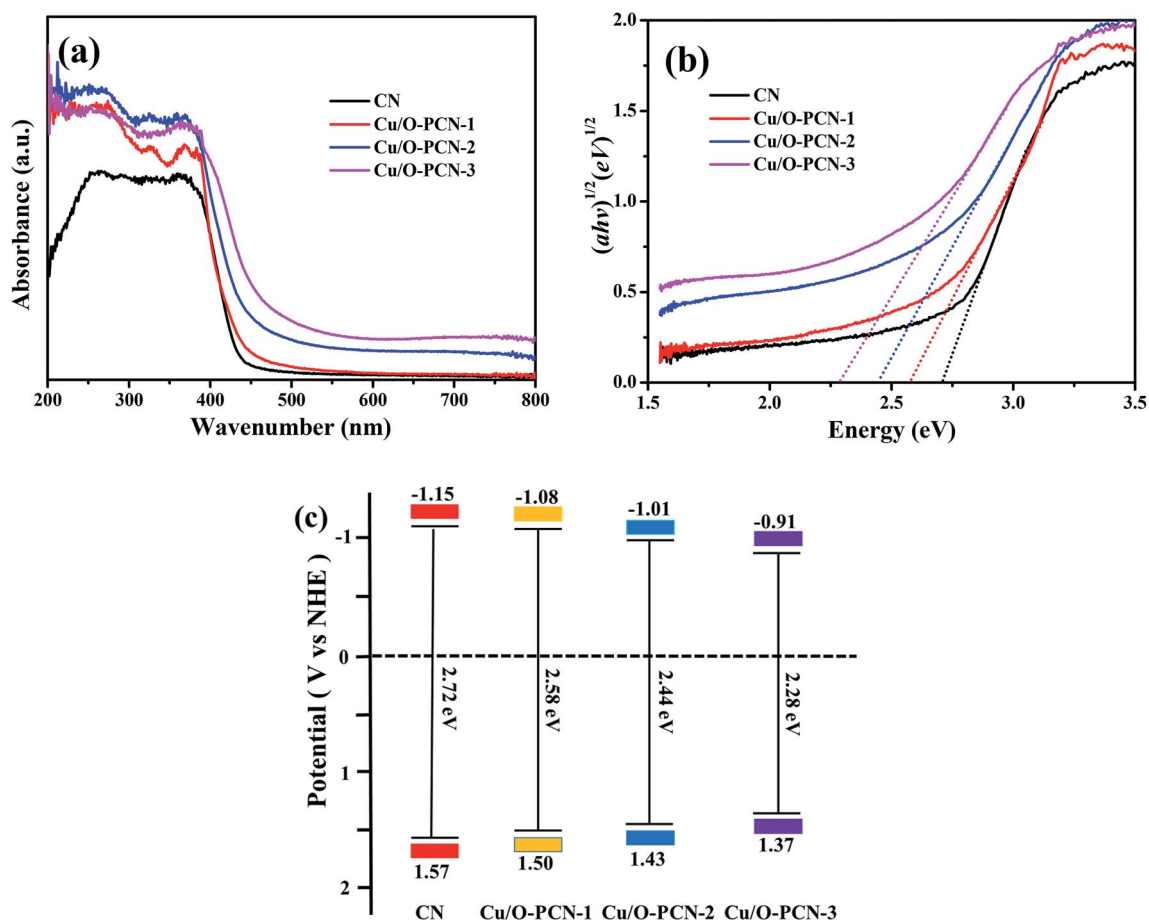 (a)
CN
Cu/O-PCN-1
Cu/O-PCN-2
Cu/O-PCN-3
Absorbance (a.u.)
200 300 400 500 600 700 800
Wavenumber (nm)
(b)
2.0
1.5
1.0
0.5
0.0
CN
Cu/O-PCN-1
Cu/O-PCN-2
Cu/O-PCN-3
(ahv)^1/2 (eV)^1/2
1.5 2.0 2.5 3.0 3.5
Energy (eV)
(c)
-1.15 -1.08 -1.01 -0.91
-1
0
1
2
Potential ( V vs NHE )
2.72 eV
2.58 eV
2.44 eV
2.28 eV
1.57 1.50 1.43 1.37
CN Cu/O-PCN-1 Cu/O-PCN-2 Cu/O-PCN-3